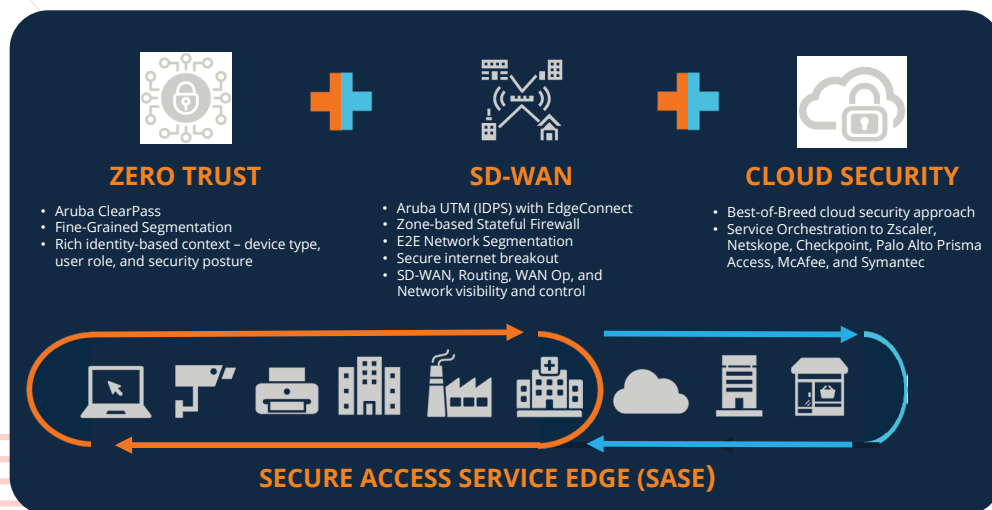 ZERO TRUST
• Aruba ClearPass
• Fine-Grained Segmentation
• Rich identity-based context – device type,
user role, and security posture
SD-WAN
• Aruba UTM (IDPS) with EdgeConnect
• Zone-based Stateful Firewall
• E2E Network Segmentation
• Secure internet breakout
• SD-WAN, Routing, WAN Op, and
Network visibility and control
CLOUD SECURITY
• Best-of-Breed cloud security approach
• Service Orchestration to Zscaler,
Netskope, Checkpoint, Palo Alto Prisma
Access, McAfee, and Symantec
SECURE ACCESS SERVICE EDGE (SASE)